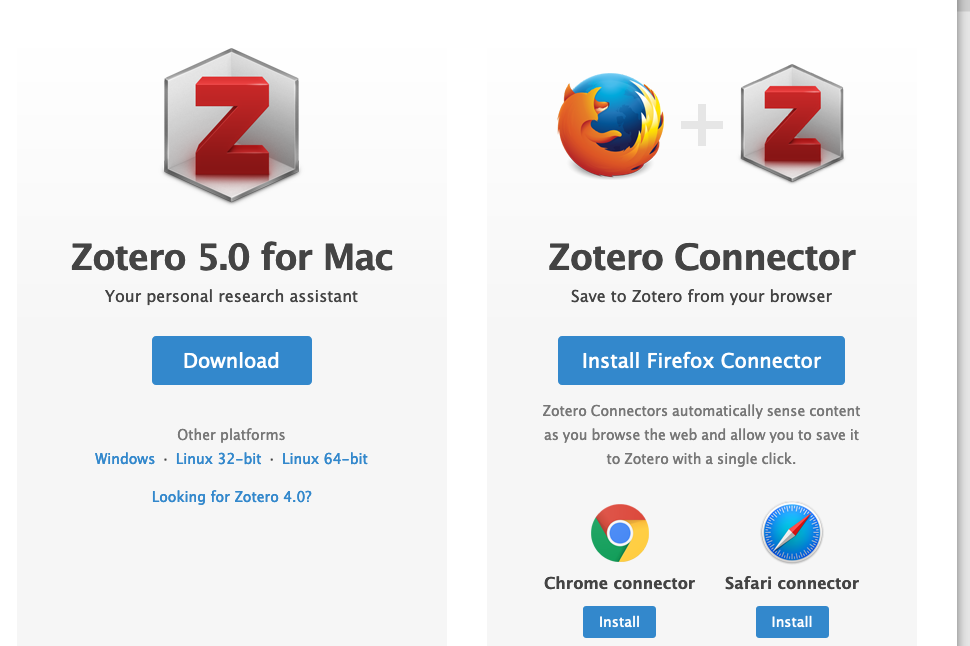 Z
Zotero 5.0 for Mac
Your personal research assistant
Download
Other platforms
Windows · Linux 32-bit · Linux 64-bit
Looking for Zotero 4.0?
Z
Zotero Connector
Save to Zotero from your browser
Install Firefox Connector
Zotero Connectors automatically sense content
as you browse the web and allow you to save it
to Zotero with a single click.
Chrome connector
Install
Safari connector
Install